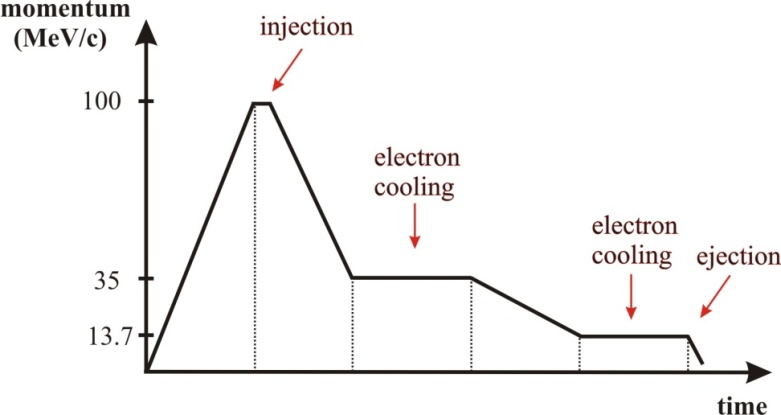 momentum
(MeV/c)
injection
100
electron
cooling
electron
cooling
ejection
35
13.7
time